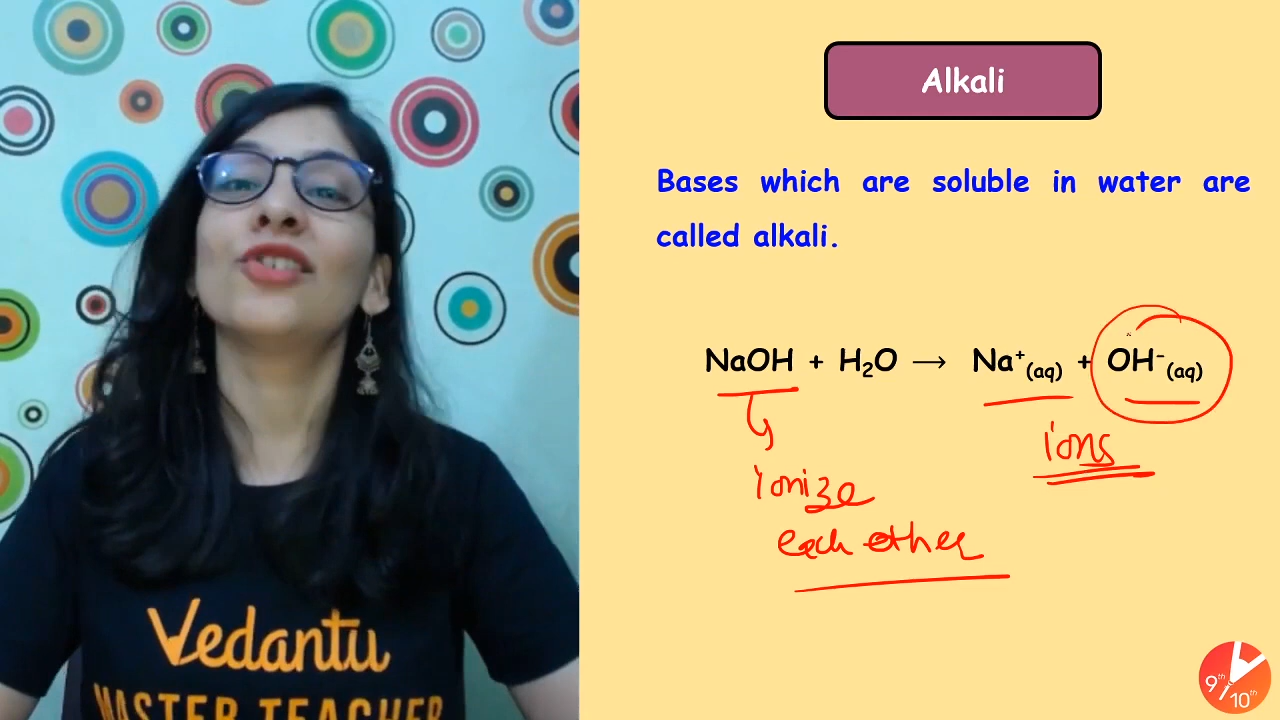 Alkali
Bases which are soluble in water are
called alkali.
NaOH + H₂O ⟶ Na⁺(aq) + OH⁻(aq)
ions
ionize
each other
Vedantu
MASTER TEACHER
9th
10th